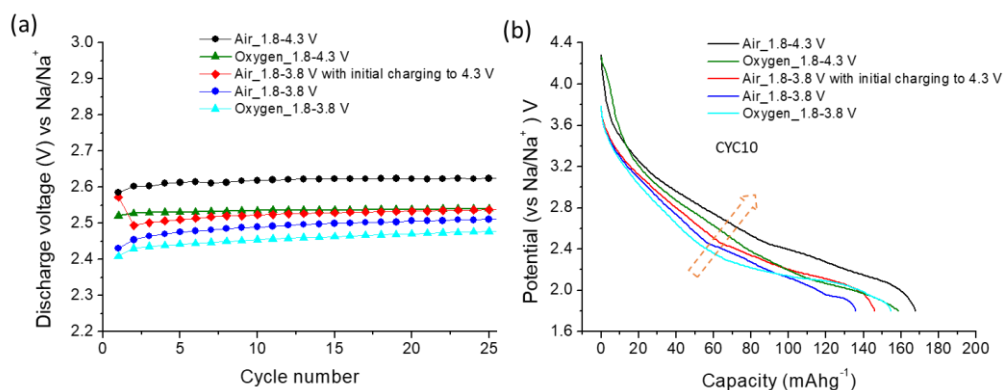 (a)
3.0
2.9
2.8
2.7
2.6
2.5
2.4
2.3
2.2
Discharge voltage (V) vs Na/Na⁺
Air_1.8-4.3 V
Oxygen_1.8-4.3 V
Air_1.8-3.8 V with initial charging to 4.3 V
Air_1.8-3.8 V
Oxygen_1.8-3.8 V
0 5 10 15 20 25
Cycle number
(b)
4.4
4.0
3.6
3.2
2.8
2.4
2.0
1.6
Potential (vs Na/Na⁺) V
Air_1.8-4.3 V
Oxygen_1.8-4.3 V
Air_1.8-3.8 V with initial charging to 4.3 V
Air_1.8-3.8 V
Oxygen_1.8-3.8 V
CYC10
0 20 40 60 80 100 120 140 160 180 200
Capacity (mAhg⁻¹)